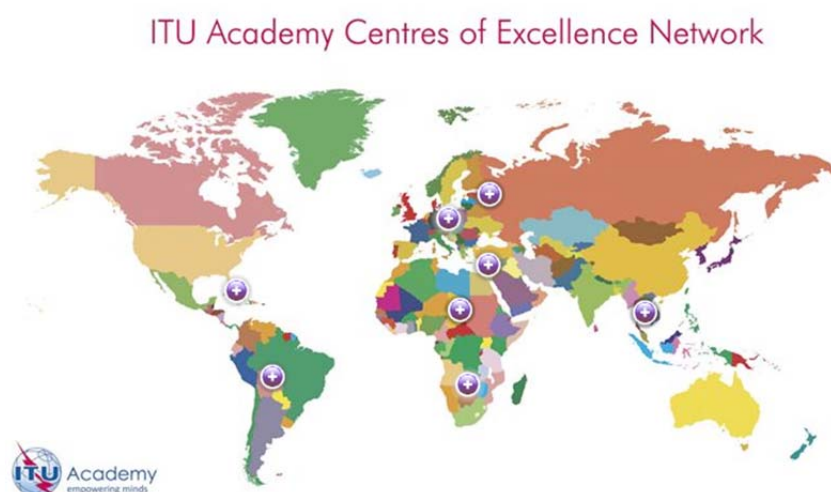 ITU Academy Centres of Excellence Network
ITU Academy
empowering minds